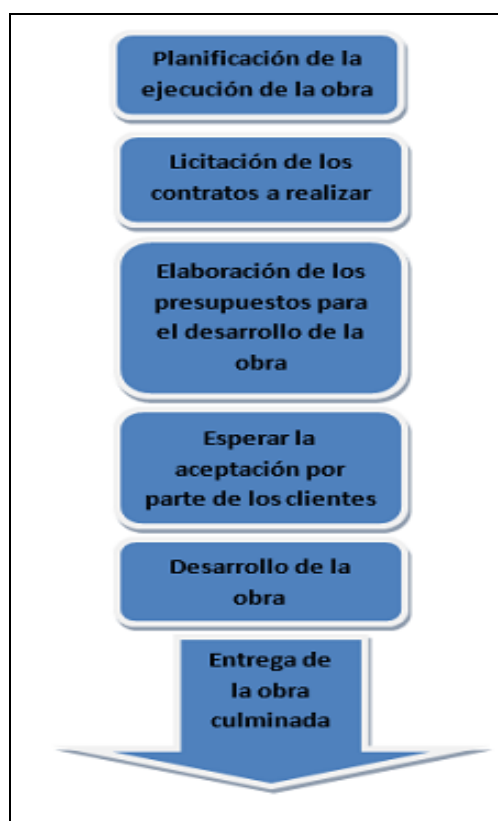 Planificación de la
ejecución de la obra
Licitación de los
contratos a realizar
Elaboración de los
presupuestos para
el desarrollo de la
obra
Esperar la
aceptación por
parte de los clientes
Desarrollo de la
obra
Entrega de
la obra
culminada